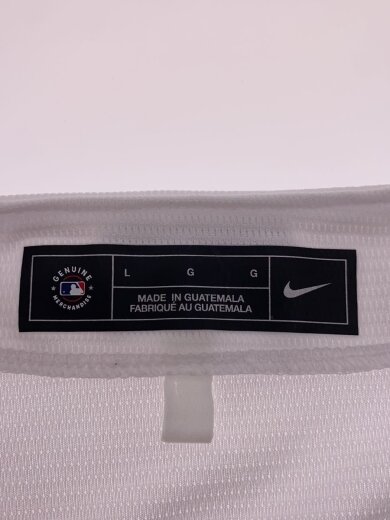 GENUINE
MERCHANDISE
L G G
MADE IN GUATEMALA
FABRIQUÉ AU GUATEMALA